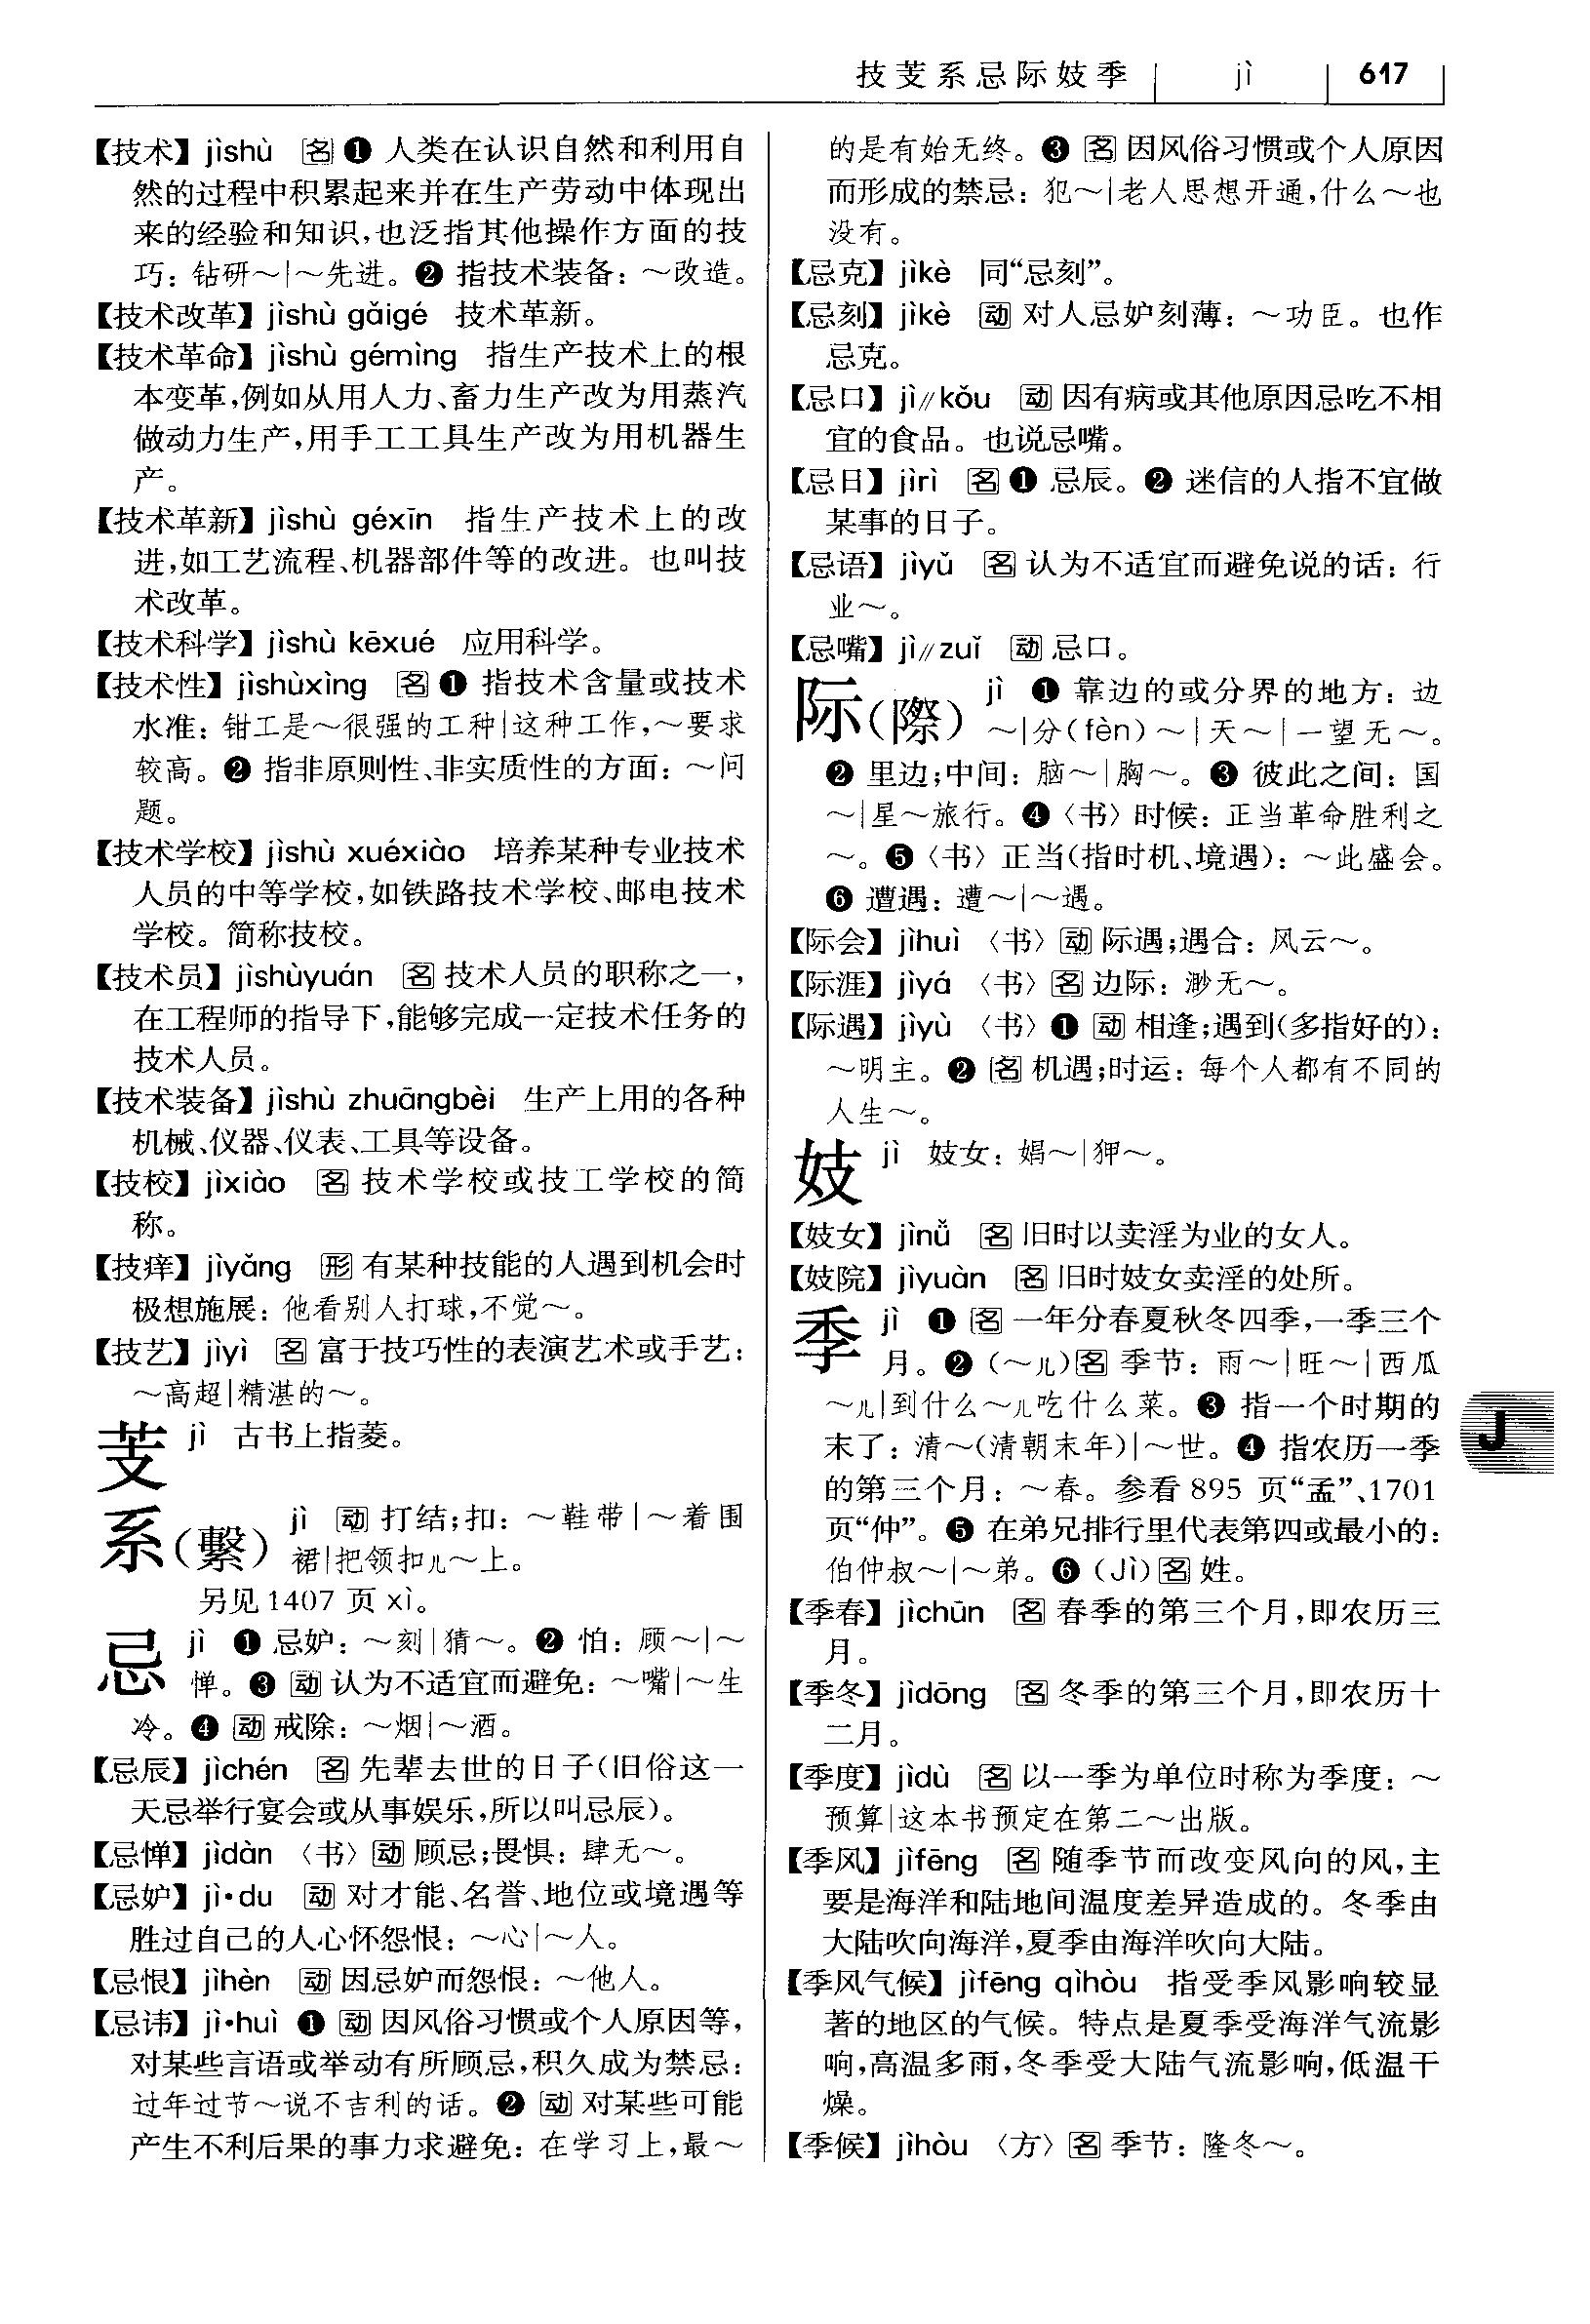 技芰系忌际妓季 jì 617
【技术】jìshù 名❶ 人类在认识自然和利用自
然的过程中积累起来并在生产劳动中体现出
来的经验和知识,也泛指其他操作方面的技
巧：钻研～|～先进。❷ 指技术装备：～改造。
【技术改革】jìshù gǎigé 技术革新。
【技术革命】jìshù gémìng 指生产技术上的根
本变革,例如从用人力、畜力生产改为用蒸汽
做动力生产,用手工工具生产改为用机器生
产。
【技术革新】jìshù géxīn 指生产技术上的改
进,如工艺流程、机器部件等的改进。也叫技
术改革。
【技术科学】jìshù kēxué 应用科学。
【技术性】jìshùxìng 名❶ 指技术含量或技术
水准：钳工是～很强的工种|这种工作,～要求
较高。❷ 指非原则性、非实质性的方面：～问
题。
【技术学校】jìshù xuéxiào 培养某种专业技术
人员的中等学校,如铁路技术学校、邮电技术
学校。简称技校。
【技术员】jìshùyuán 名 技术人员的职称之一,
在工程师的指导下,能够完成一定技术任务的
技术人员。
【技术装备】jìshù zhuāngbèi 生产上用的各种
机械、仪器、仪表、工具等设备。
【技校】jìxiào 名 技术学校或技工学校的简
称。
【技痒】jìyǎng 形 有某种技能的人遇到机会时
极想施展：他看别人打球,不觉～。
【技艺】jìyì 名 富于技巧性的表演艺术或手艺：
～高超|精湛的～。
芰 jì 古书上指菱。
系(繫) jì 动 打结;扣：～鞋带|～着围
裙|把领扣儿～上。
另见1407 页 xì。
忌 jì ❶ 忌妒：～刻|猜～。❷ 怕：顾～|～
惮。❸ 动 认为不适宜而避免：～嘴|～生
冷。❹ 动 戒除：～烟|～酒。
【忌辰】jìchén 名 先辈去世的日子(旧俗这一
天忌举行宴会或从事娱乐,所以叫忌辰)。
【忌惮】jìdàn 〈书〉动 顾忌;畏惧：肆无～。
【忌妒】jì•du 动 对才能、名誉、地位或境遇等
胜过自己的人心怀怨恨：～心|～人。
【忌恨】jìhèn 动 因忌妒而怨恨：～他人。
【忌讳】jì•huì ❶ 动 因风俗习惯或个人原因等,
对某些言语或举动有所顾忌,积久成为禁忌：
过年过节～说不吉利的话。❷ 动 对某些可能
产生不利后果的事力求避免：在学习上,最～
的是有始无终。❸ 名 因风俗习惯或个人原因
而形成的禁忌：犯～|老人思想开通,什么～也
没有。
【忌克】jìkè 同“忌刻”。
【忌刻】jìkè 动 对人忌妒刻薄：～功臣。也作
忌克。
【忌口】jì//kǒu 动 因有病或其他原因忌吃不相
宜的食品。也说忌嘴。
【忌日】jìrì 名❶ 忌辰。❷ 迷信的人指不宜做
某事的日子。
【忌语】jìyǔ 名 认为不适宜而避免说的话：行
业～。
【忌嘴】jì//zuǐ 动 忌口。
际(際) jì ❶ 靠边的或分界的地方：边
～|分(fèn)～|天～|一望无～。
❷ 里边;中间：脑～|胸～。❸ 彼此之间：国
～|星～旅行。❹〈书〉时候：正当革命胜利之
～。❺〈书〉正当(指时机、境遇)：～此盛会。
❻ 遭遇：遭～|～遇。
【际会】jìhuì 〈书〉动 际遇;遇合：风云～。
【际涯】jìyá 〈书〉名 边际：渺无～。
【际遇】jìyù 〈书〉❶ 动 相逢;遇到(多指好的)：
～明主。❷ 名 机遇;时运：每个人都有不同的
人生～。
妓 jì 妓女：娼～|狎～。
【妓女】jìnǚ 名 旧时以卖淫为业的女人。
【妓院】jìyuàn 名 旧时妓女卖淫的处所。
季 jì ❶ 名 一年分春夏秋冬四季,一季三个
月。❷ (～儿)名 季节：雨～|旺～|西瓜
～儿|到什么～儿吃什么菜。❸ 指一个时期的
末了：清～(清朝末年)|～世。❹ 指农历一季
的第三个月：～春。参看 895 页“孟”、1701
页“仲”。❺ 在弟兄排行里代表第四或最小的：
伯仲叔～|～弟。❻ (Jì)名 姓。
【季春】jìchūn 名 春季的第三个月,即农历三
月。
【季冬】jìdōng 名 冬季的第三个月,即农历十
二月。
【季度】jìdù 名 以一季为单位时称为季度：～
预算|这本书预定在第二～出版。
【季风】jìfēng 名 随季节而改变风向的风,主
要是海洋和陆地间温度差异造成的。冬季由
大陆吹向海洋,夏季由海洋吹向大陆。
【季风气候】jìfēng qìhòu 指受季风影响较显
著的地区的气候。特点是夏季受海洋气流影
响,高温多雨,冬季受大陆气流影响,低温干
燥。
【季候】jìhòu 〈方〉名 季节：隆冬～。
J